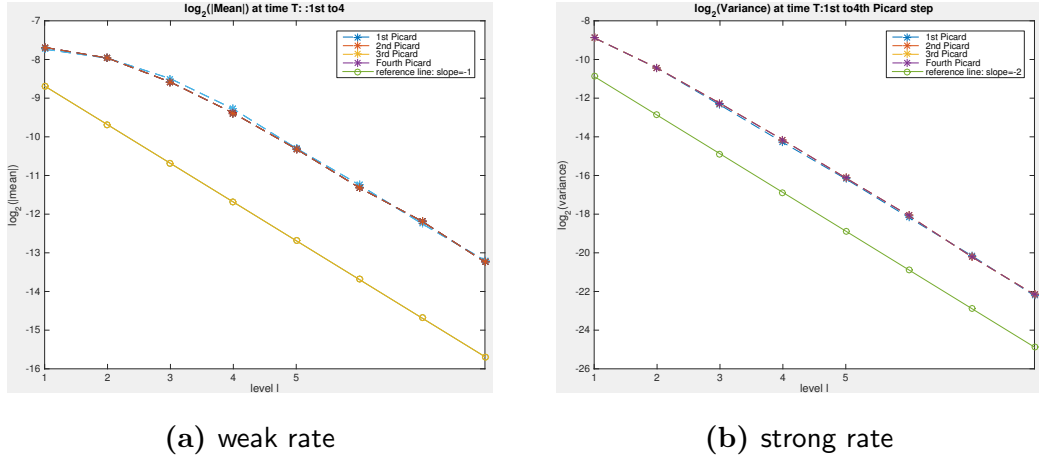 log2(|Mean|) at time T: :1st to4
-7
-8
-9
-10
-11
-12
-13
-14
-15
-16
log2(|mean|)
1
2
3
4
5
level l
1st Picard
2nd Picard
3rd Picard
Fourth Picard
reference line: slope=-1
(a) weak rate
log2(Variance) at time T:1st to4th Picard step
-8
-10
-12
-14
-16
-18
-20
-22
-24
-26
log2(variance)
1
2
3
4
5
level l
1st Picard
2nd Picard
3rd Picard
Fourth Picard
reference line: slope=-2
(b) strong rate